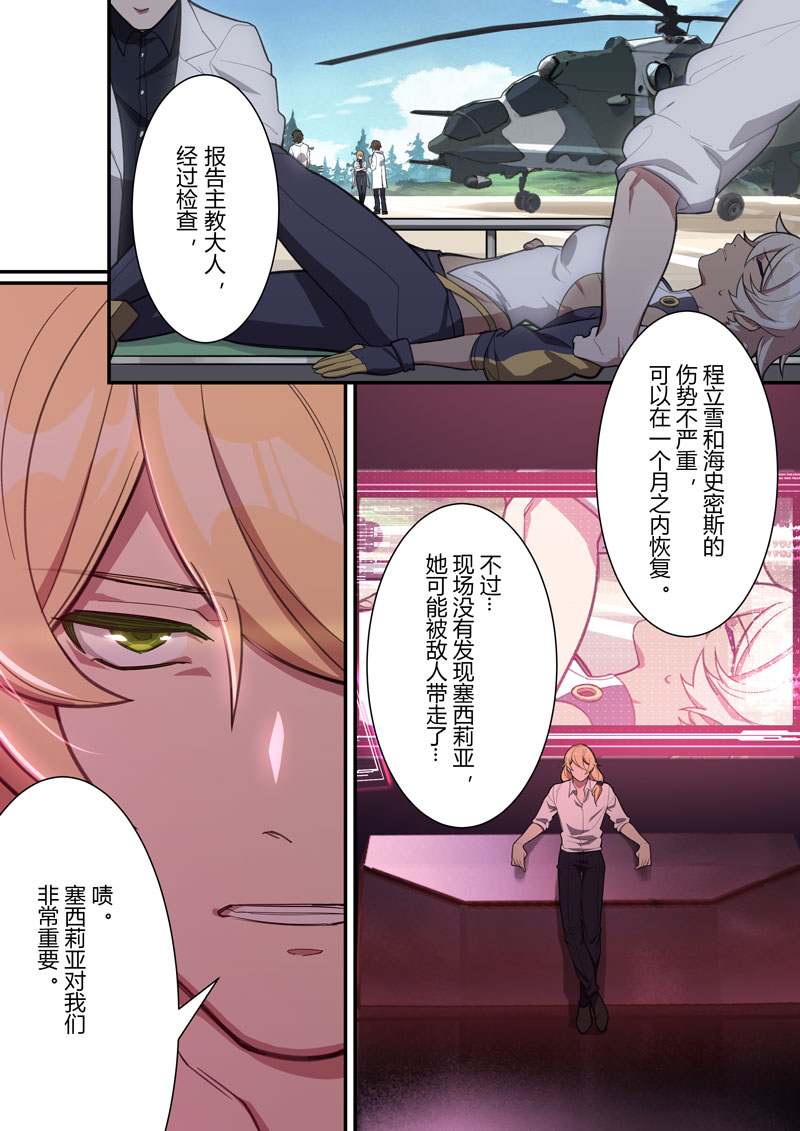 报告主教大人，
经过检查，
程立雪和海史密斯的
伤势不严重，
可以在一个月之内恢复。
不过…
现场没有发现塞西莉亚，
她可能被敌人带走了…
啧。
塞西莉亚对我们
非常重要。